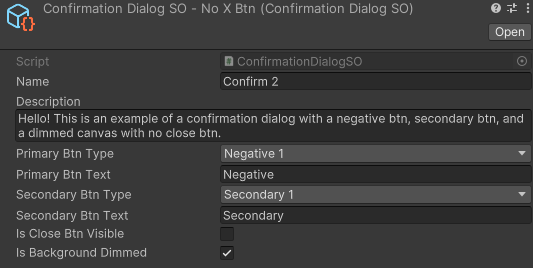 Confirmation Dialog SO - No X Btn (Confirmation Dialog SO)
Open
Script ConfirmationDialogSO
Name Confirm 2
Description
Hello! This is an example of a confirmation dialog with a negative btn, secondary btn, and
a dimmed canvas with no close btn.
Primary Btn Type Negative 1
Primary Btn Text Negative
Secondary Btn Type Secondary 1
Secondary Btn Text Secondary
Is Close Btn Visible
Is Background Dimmed